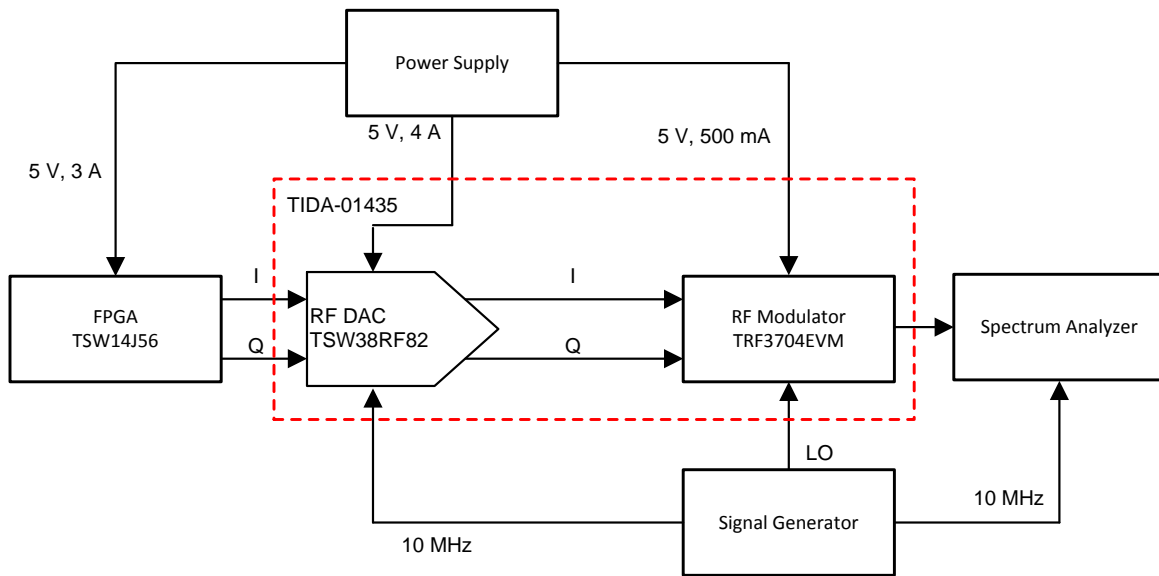 Power Supply
5 V, 4 A
5 V, 500 mA
5 V, 3 A
TIDA-01435
I
I
FPGA
TSW14J56
RF DAC
TSW38RF82
RF Modulator
TRF3704EVM
Spectrum Analyzer
Q
Q
LO
10 MHz
Signal Generator
10 MHz